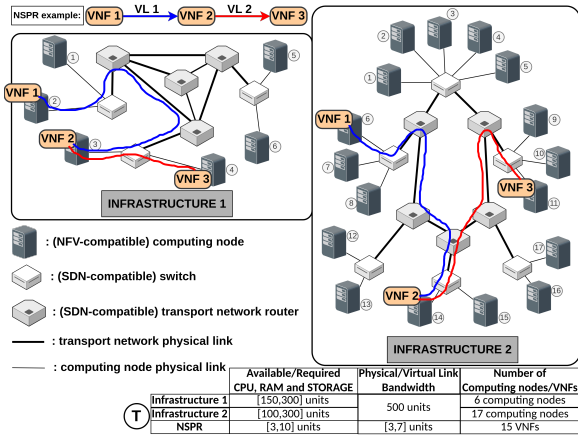 NSPR example: VNF 1 VL 1 VNF 2 VL 2 VNF 3
1
2
3
4
5
6
VNF 1
VNF 2
VNF 3
INFRASTRUCTURE 1
1
2
3
4
5
6
7
8
9
10
11
12
13
14
15
16
17
VNF 1
VNF 3
VNF 2
INFRASTRUCTURE 2
: (NFV-compatible) computing node
: (SDN-compatible) switch
: (SDN-compatible) transport network router
: transport network physical link
: computing node physical link
T
Available/Required Physical/Virtual Link Number of
CPU, RAM and STORAGE Bandwidth Computing nodes/VNFs
Infrastructure 1 [150,300] units 500 units 6 computing nodes
Infrastructure 2 [100,300] units 17 computing nodes
NSPR [3,10] units [3,7] units 15 VNFs